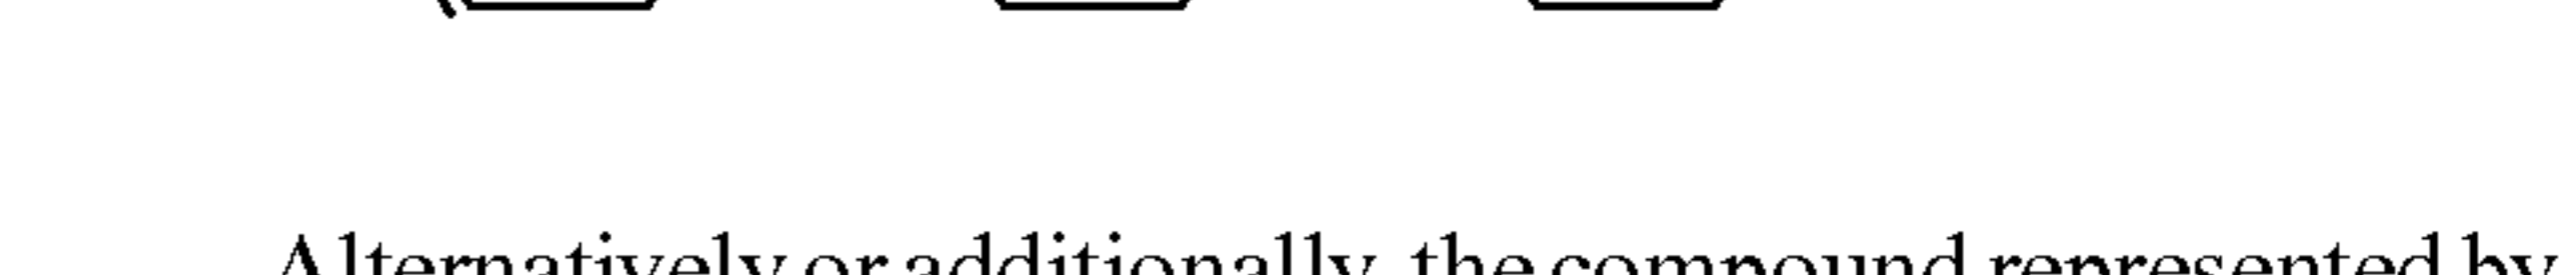 Alternatively or additionally, the compound represented by